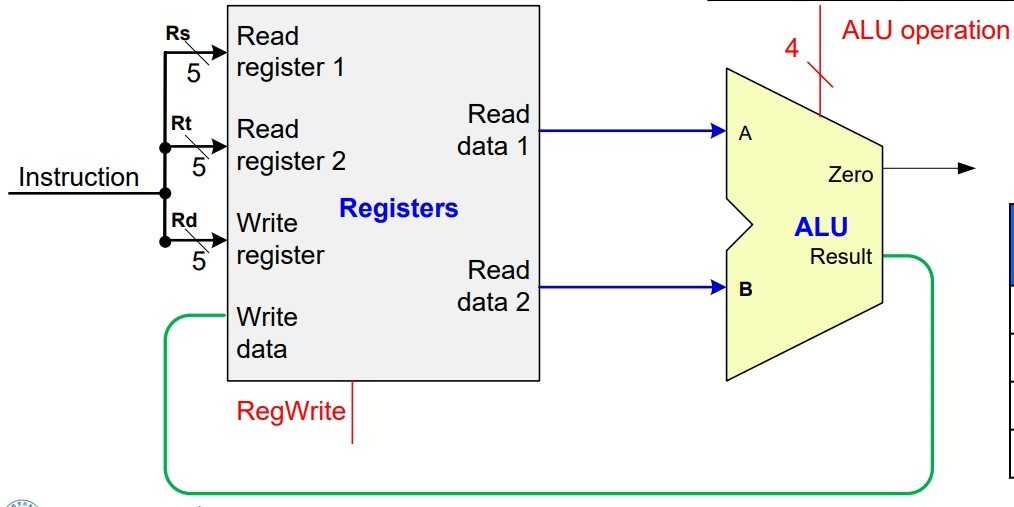 Rs
5
Read
register 1
Rt
5
Read
register 2
Instruction
Rd
5
Write
register
Write
data
Registers
Read
data 1
Read
data 2
RegWrite
4
ALU operation
A
B
Zero
ALU
Result